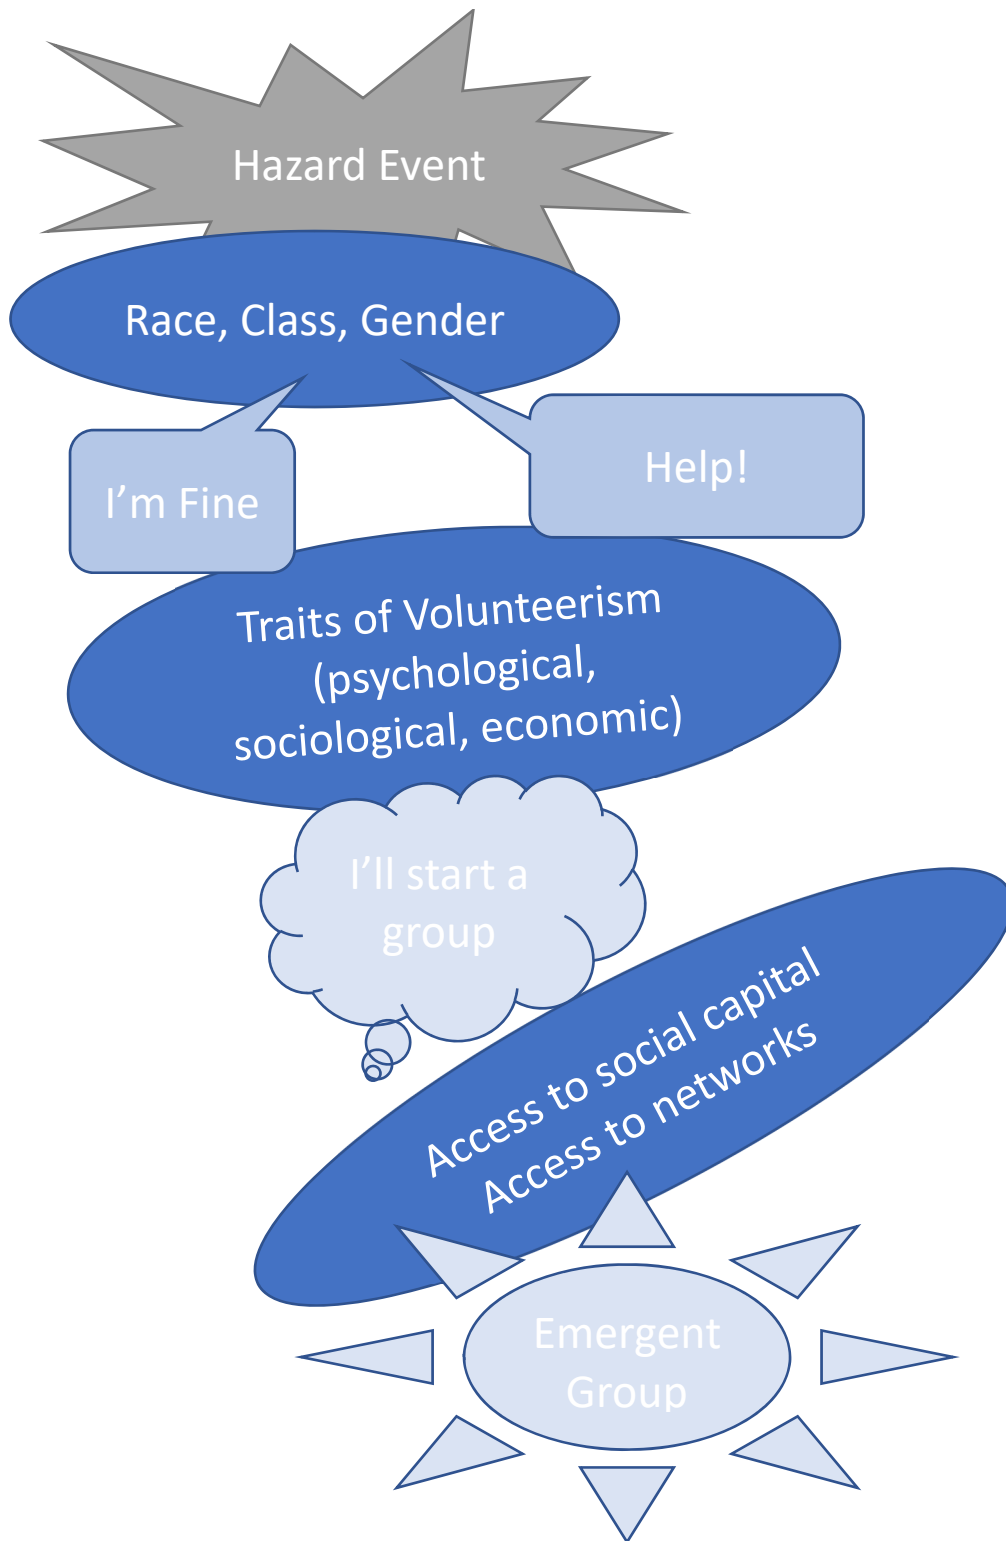 Hazard Event
Race, Class, Gender
I'm Fine
Help!
Traits of Volunteerism
(psychological,
sociological, economic)
I'll start a
group
Access to social capital
Access to networks
Emergent
Group